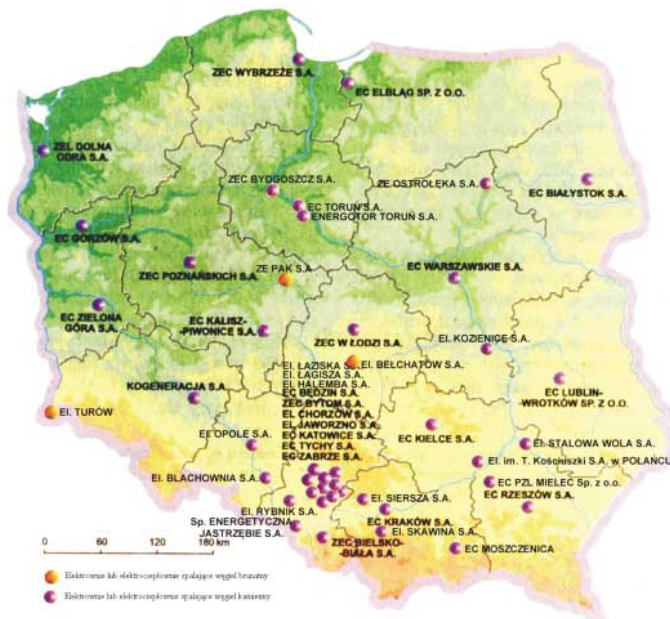 ZEC WYBRZEŻE S.A.
EC ELBLĄG SP. Z O.O.
ZEL DOLNA
ODRA S.A.
ZEC BYDGOSZCZ S.A.
ZE OSTROŁĘKA S.A.
EC BIAŁYSTOK S.A.
EC TORUŃ S.A.
ENERGOTOR TORUŃ S.A.
EC GORZÓW S.A.
ZEC POZNAŃSKICH S.A.
ZE PAK S.A.
EC WARSZAWSKIE S.A.
EC ZIELONA
GÓRA S.A.
EC KALISZ-
-PIWONICE S.A.
ZEC W ŁODZI S.A.
El. KOZIENICE S.A.
El. ŁAZISKA S.A.
El. BEŁCHATÓW S.A.
El. ŁAGISZA S.A.
El. HALEMBA S.A.
EC BĘDZIN S.A.
ZEC BYTOM S.A.
EL CHORZÓW S.A.
EL JAWORZNO S.A.
EC KATOWICE S.A.
EC TYCHY S.A.
EC ZABRZE S.A.
KOGENERACJA S.A.
EC LUBLIN-
WROTKÓW SP. Z O.O.
El. TURÓW
El. OPOLE S.A.
EC KIELCE S.A.
El. STALOWA WOLA S.A.
El. im. T. Kościuszki S.A. w POŁAŃCU
El. BLACHOWNIA S.A.
EC PZL MIELEC Sp. z o.o.
EC RZESZÓW S.A.
El. RYBNIK S.A.
El. SIERSZA S.A.
Sp. ENERGETYCZNA
JASTRZĘBIE S.A.
EC KRAKÓW S.A.
El. SKAWINA S.A.
ZEC BIELSKO-
-BIAŁA S.A.
EC MOSZCZENICA
0 60 120 180 km
Elektrownie lub elektrociepłownie spalające węgiel brunatny
Elektrownie lub elektrociepłownie spalające węgiel kamienny